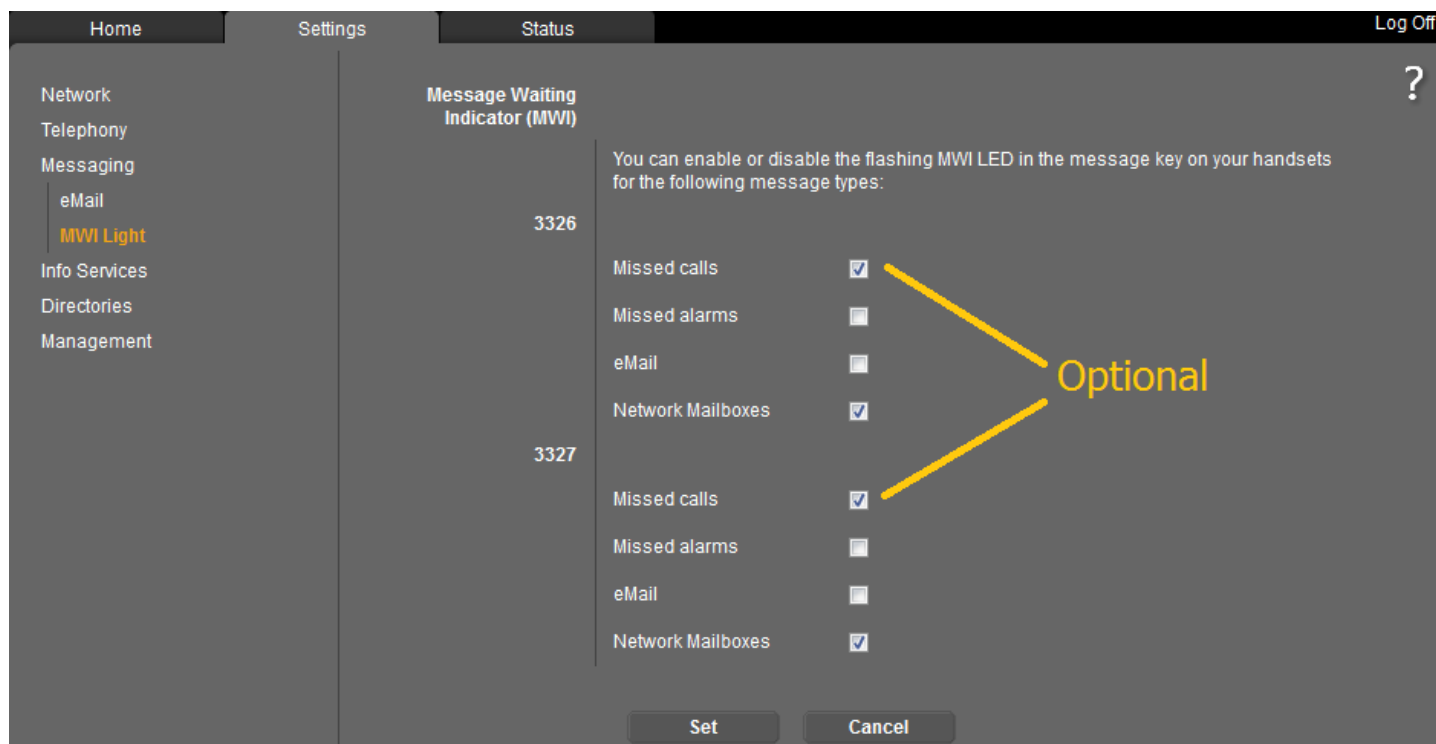 Home
Settings
Status
Log Off
?
Network
Telephony
Messaging
eMail
MWI Light
Info Services
Directories
Management
Message Waiting
Indicator (MWI)
You can enable or disable the flashing MWI LED in the message key on your handsets
for the following message types:
3326
Missed calls
Missed alarms
eMail
Network Mailboxes
Optional
3327
Missed calls
Missed alarms
eMail
Network Mailboxes
Set
Cancel